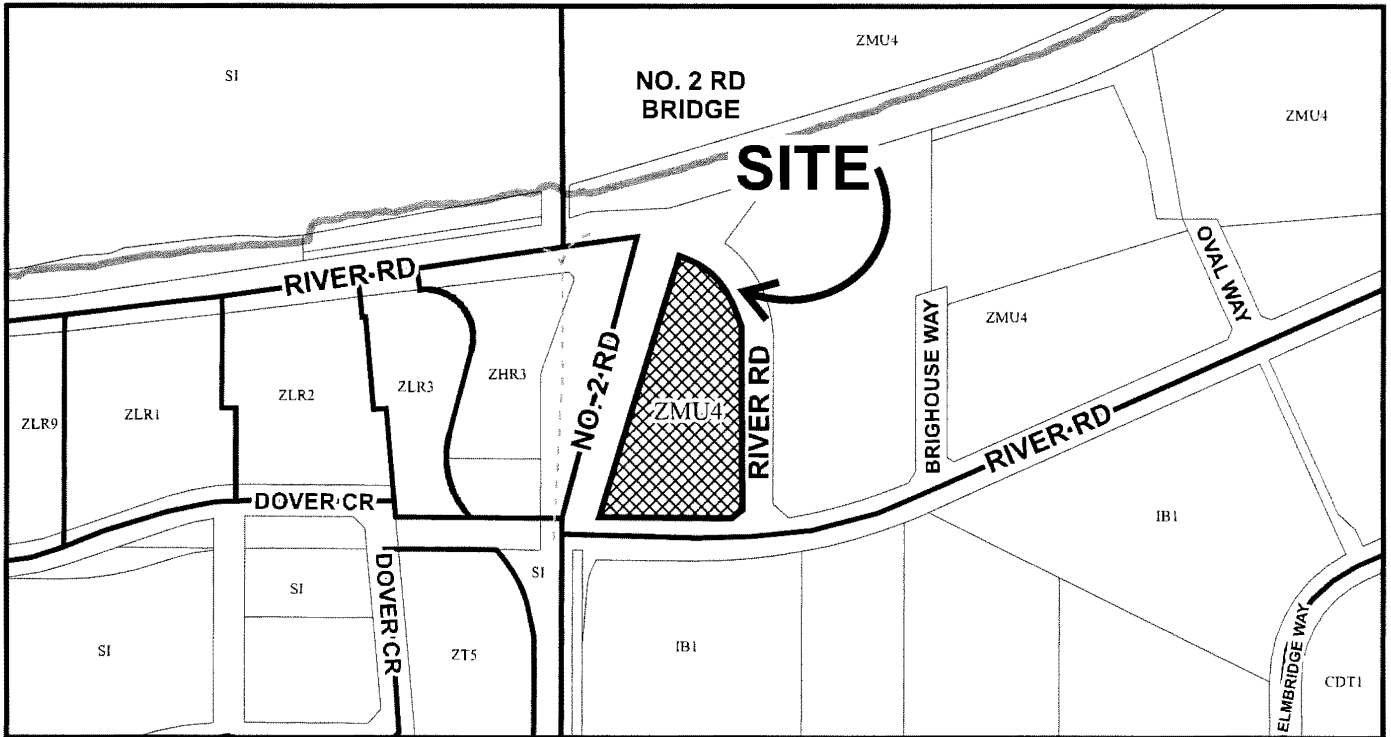 SI
ZMU4
NO. 2 RD
BRIDGE
ZMU4
SITE
RIVER RD
OVAL WAY
ZLR9
ZLR1
ZLR2
ZLR3
ZHR3
NO. 2 RD
ZMU4
RIVER RD
BRIGHOUSE WAY
ZMU4
RIVER RD
DOVER CR
IB1
SI
SI
DOVER CR
ZT5
SI
IB1
ELMBRIDGE WAY
CDT1